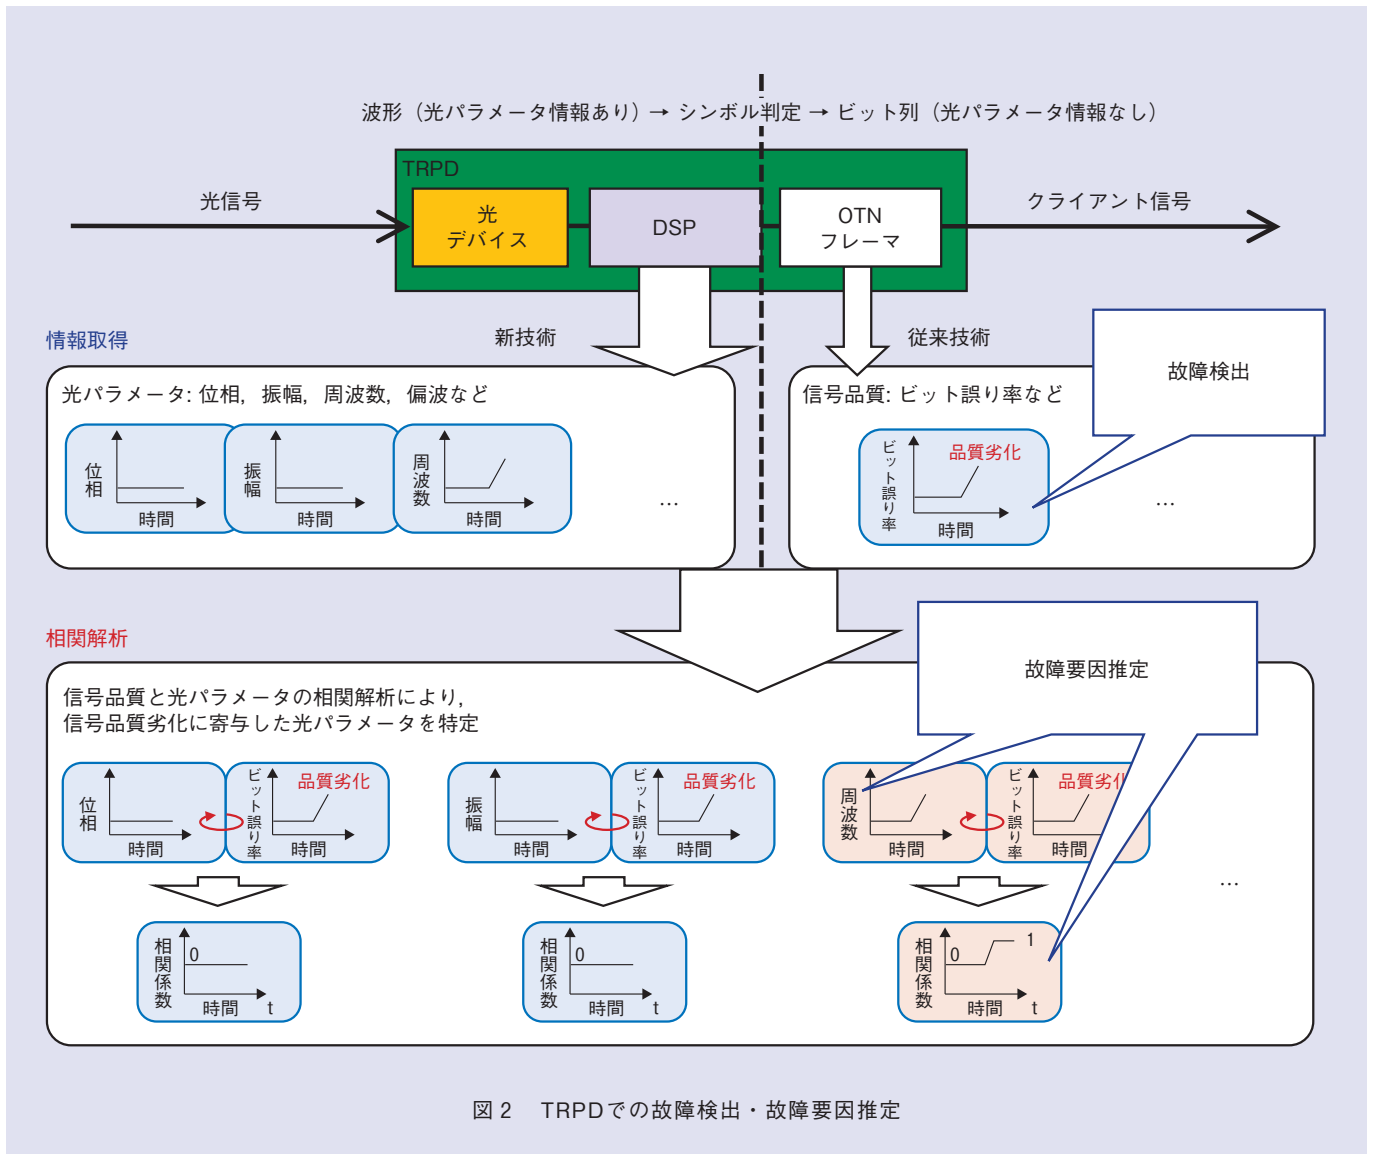 波形（光パラメータ情報あり）→ シンボル判定 → ビット列（光パラメータ情報なし）
TRPD
光信号
光
デバイス
DSP
OTN
フレーマ
クライアント信号
情報取得
新技術
従来技術
故障検出
光パラメータ: 位相，振幅，周波数，偏波など
位相
時間
振幅
時間
周波数
時間
…
信号品質: ビット誤り率など
ビット誤り率
品質劣化
時間
…
相関解析
故障要因推定
信号品質と光パラメータの相関解析により，
信号品質劣化に寄与した光パラメータを特定
位相
時間
ビット誤り率
品質劣化
時間
振幅
時間
ビット誤り率
品質劣化
時間
周波数
時間
ビット誤り率
品質劣化
時間
…
相関係数
0
時間 t
相関係数
0
時間 t
相関係数
0
1
時間 t
図 2　TRPDでの故障検出・故障要因推定